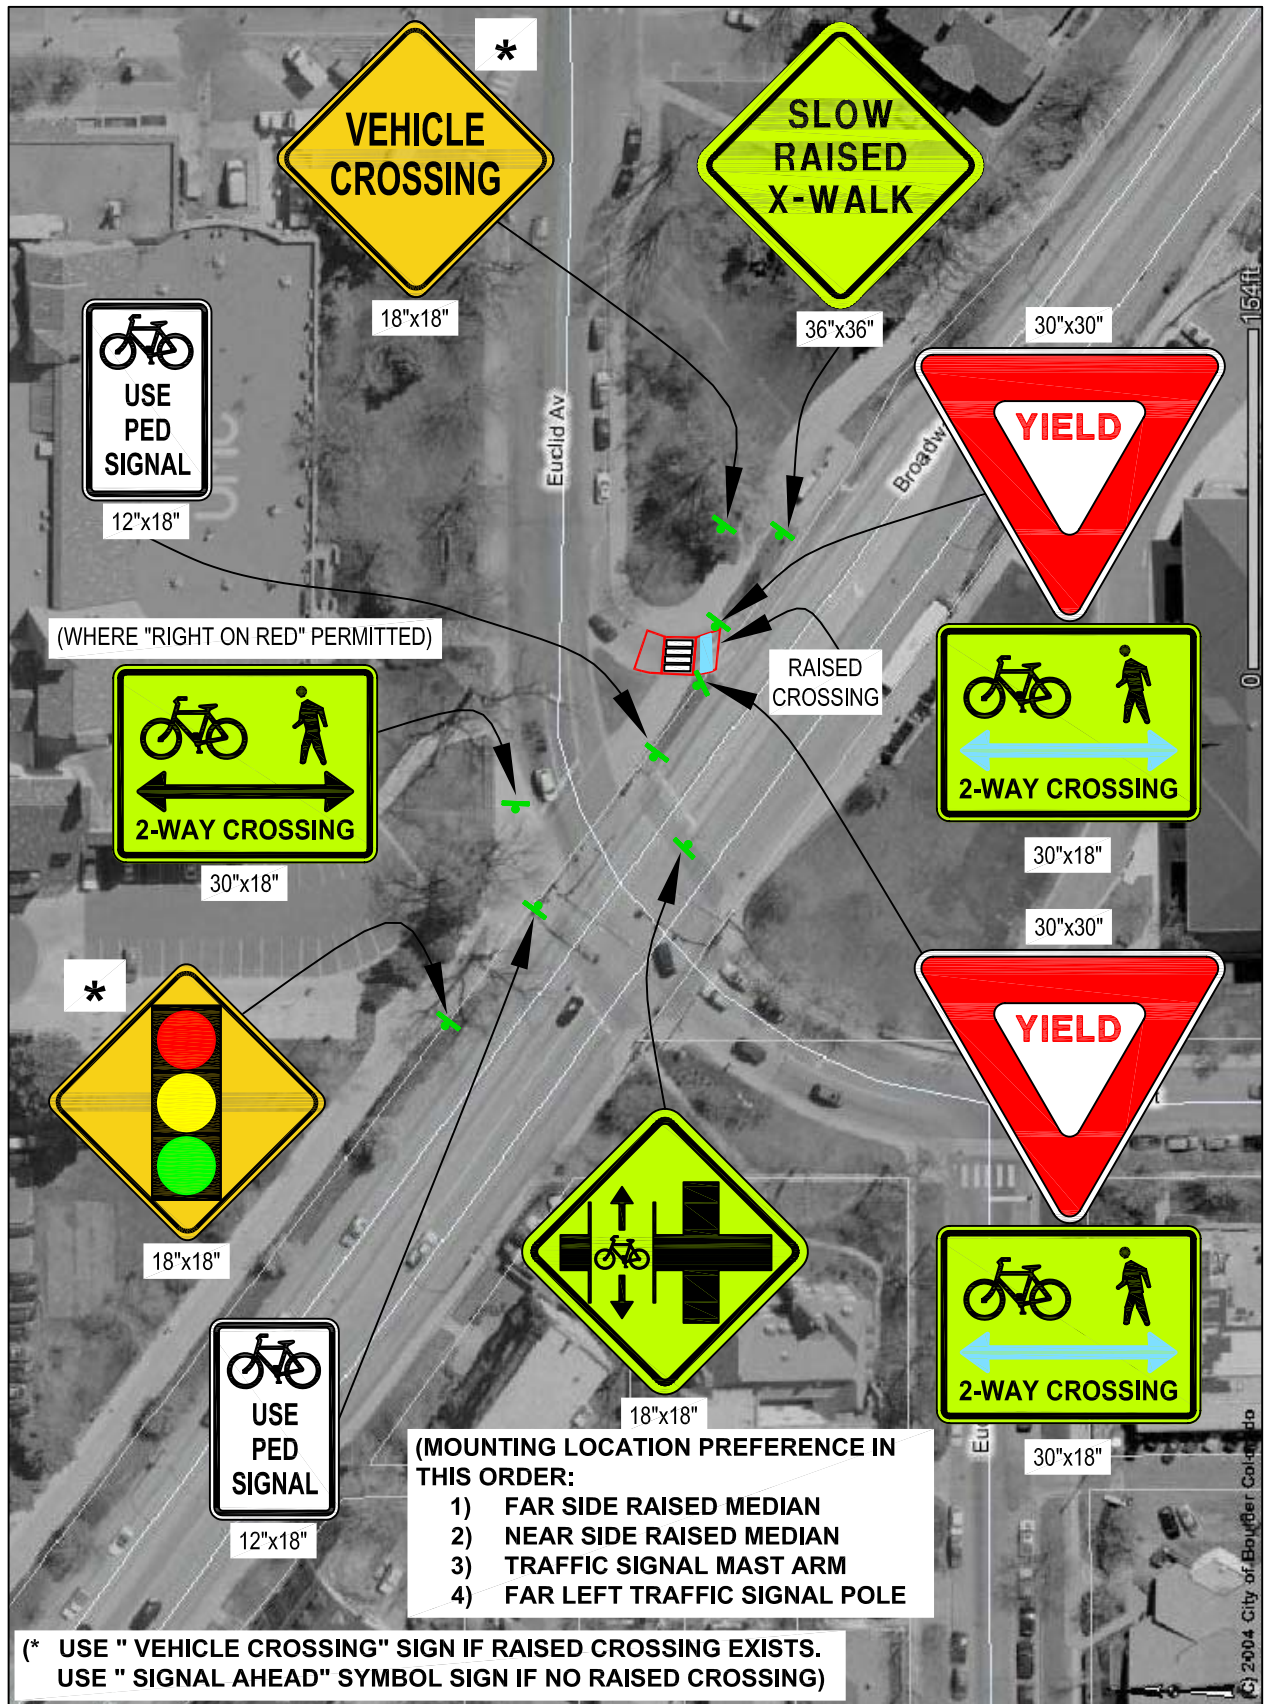 *
VEHICLE
CROSSING
18"x18"
SLOW
RAISED
X-WALK
36"x36"
USE
PED
SIGNAL
12"x18"
30"x30"
YIELD
154ft
0
Euclid Av
(WHERE "RIGHT ON RED" PERMITTED)
RAISED
CROSSING
2-WAY CROSSING
30"x18"
2-WAY CROSSING
30"x18"
30"x30"
YIELD
*
18"x18"
2-WAY CROSSING
30"x18"
18"x18"
USE
PED
SIGNAL
12"x18"
(MOUNTING LOCATION PREFERENCE IN
THIS ORDER:
1) FAR SIDE RAISED MEDIAN
2) NEAR SIDE RAISED MEDIAN
3) TRAFFIC SIGNAL MAST ARM
4) FAR LEFT TRAFFIC SIGNAL POLE
(* USE " VEHICLE CROSSING" SIGN IF RAISED CROSSING EXISTS.
USE " SIGNAL AHEAD" SYMBOL SIGN IF NO RAISED CROSSING)
(C) 2004 City of Boulder Colorado